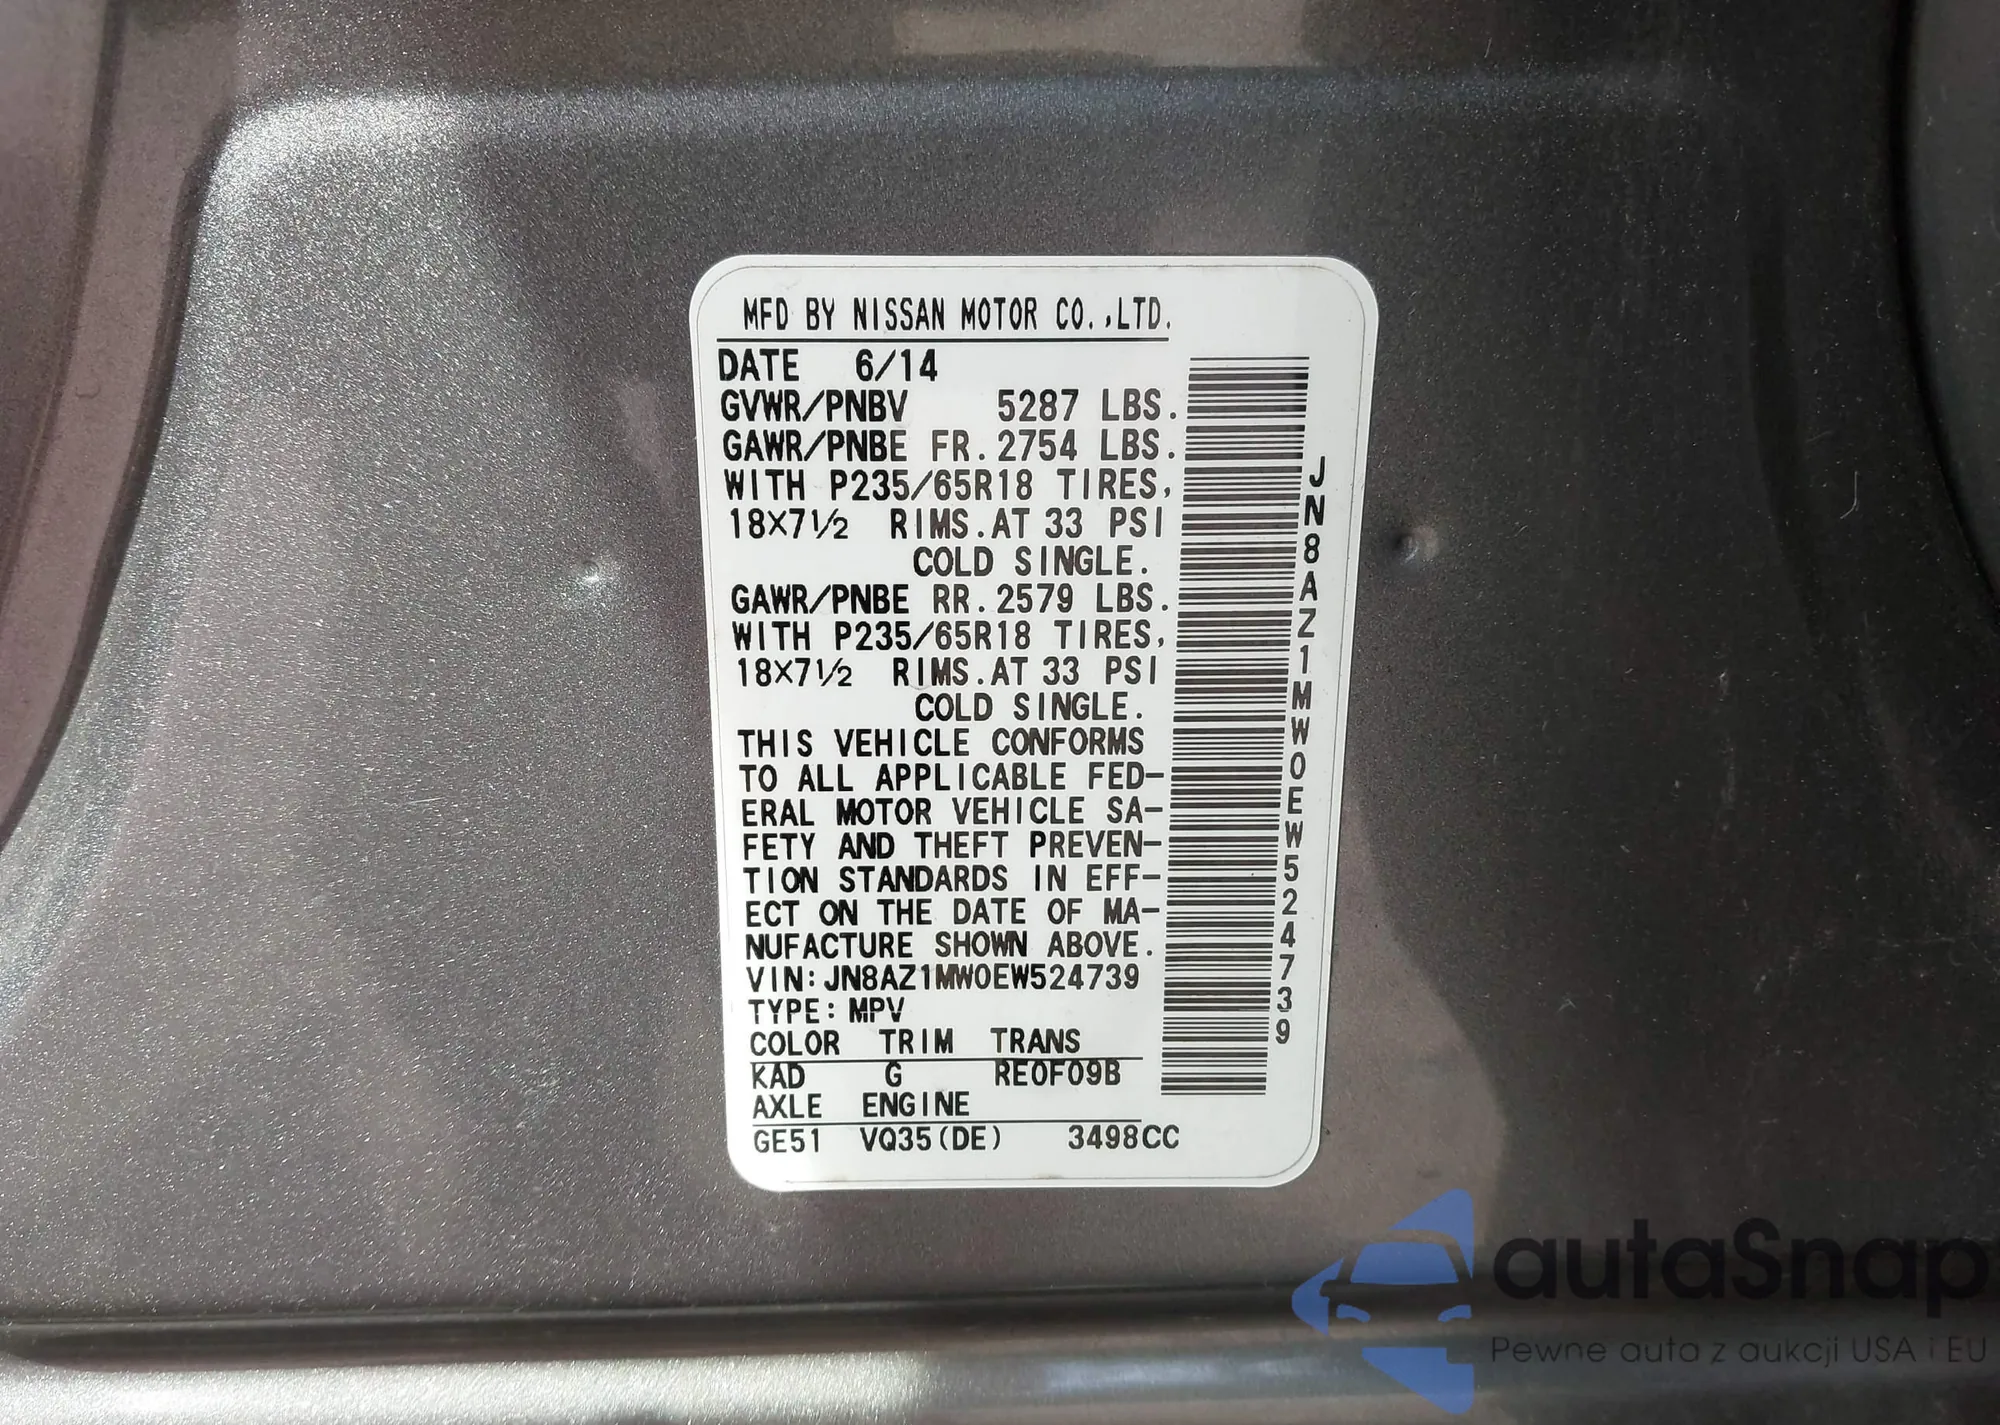 MFD BY NISSAN MOTOR CO.,LTD.
DATE 6/14
GVWR/PNBV 5287 LBS.
GAWR/PNBE FR. 2754 LBS.
WITH P235/65R18 TIRES,
18X7½ RIMS. AT 33 PSI
COLD SINGLE.
GAWR/PNBE RR. 2579 LBS.
WITH P235/65R18 TIRES,
18X7½ RIMS. AT 33 PSI
COLD SINGLE.
THIS VEHICLE CONFORMS
TO ALL APPLICABLE FED-
ERAL MOTOR VEHICLE SA-
FETY AND THEFT PREVEN-
TION STANDARDS IN EFF-
ECT ON THE DATE OF MA-
NUFACTURE SHOWN ABOVE.
VIN: JN8AZ1MW0EW524739
TYPE: MPV
COLOR TRIM TRANS
KAD G RE0F09B
AXLE ENGINE
GE51 VQ35(DE) 3498CC
JN8AZ1MW0EW524739
autaSnap
Pewne auta z aukcji USA i EU